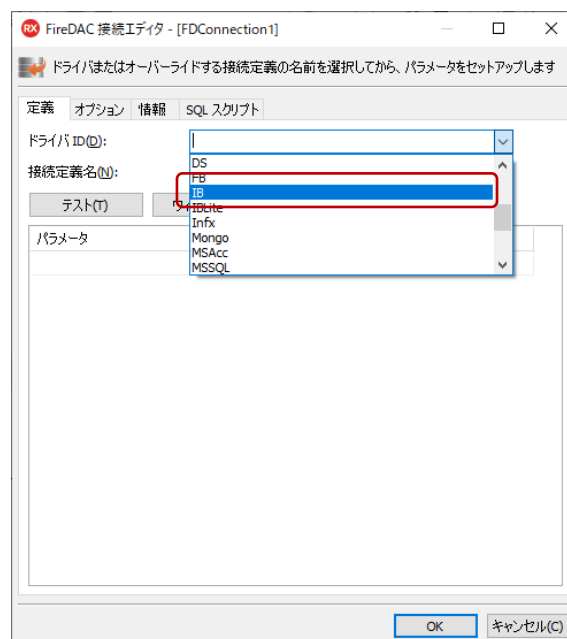 RX FireDAC 接続エディタ - [FDConnection1]
ドライバまたはオーバーライドする接続定義の名前を選択してから、パラメータをセットアップします
定義 オプション 情報 SQL スクリプト
ドライバ ID(D):
接続定義名(N):
DS
FB
IB
IBLite
Infx
Mongo
MSAcc
MSSQL
テスト(T)
パラメータ
OK キャンセル(C)